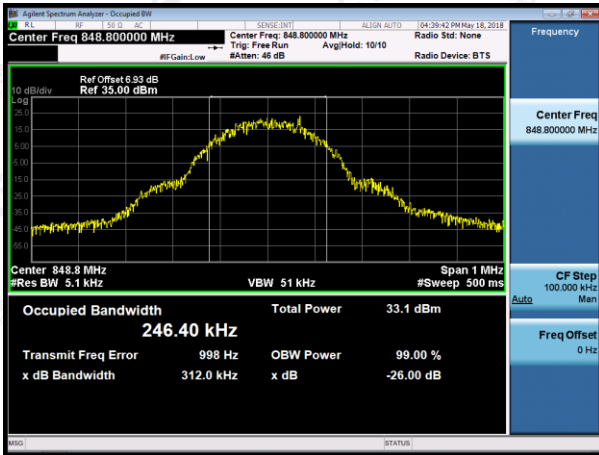 Agilent Spectrum Analyzer - Occupied BW
RL RF 50 Ω AC SENSE:INT ALIGN AUTO 04:39:42 PM May 18, 2018
Center Freq 848.800000 MHz
Center Freq: 848.800000 MHz Radio Std: None
Trig: Free Run Avg|Hold: 10/10
#IFGain:Low #Atten: 46 dB Radio Device: BTS
Ref Offset 6.93 dB
10 dB/div Ref 35.00 dBm
Log
25.0
15.0
5.00
-5.00
-15.0
-25.0
-35.0
-45.0
-55.0
Center 848.8 MHz Span 1 MHz
#Res BW 5.1 kHz VBW 51 kHz #Sweep 500 ms
Occupied Bandwidth Total Power 33.1 dBm
246.40 kHz
Transmit Freq Error 998 Hz OBW Power 99.00 %
x dB Bandwidth 312.0 kHz x dB -26.00 dB
MSG STATUS
Frequency
Center Freq
848.800000 MHz
CF Step
100.000 kHz
Auto Man
Freq Offset
0 Hz